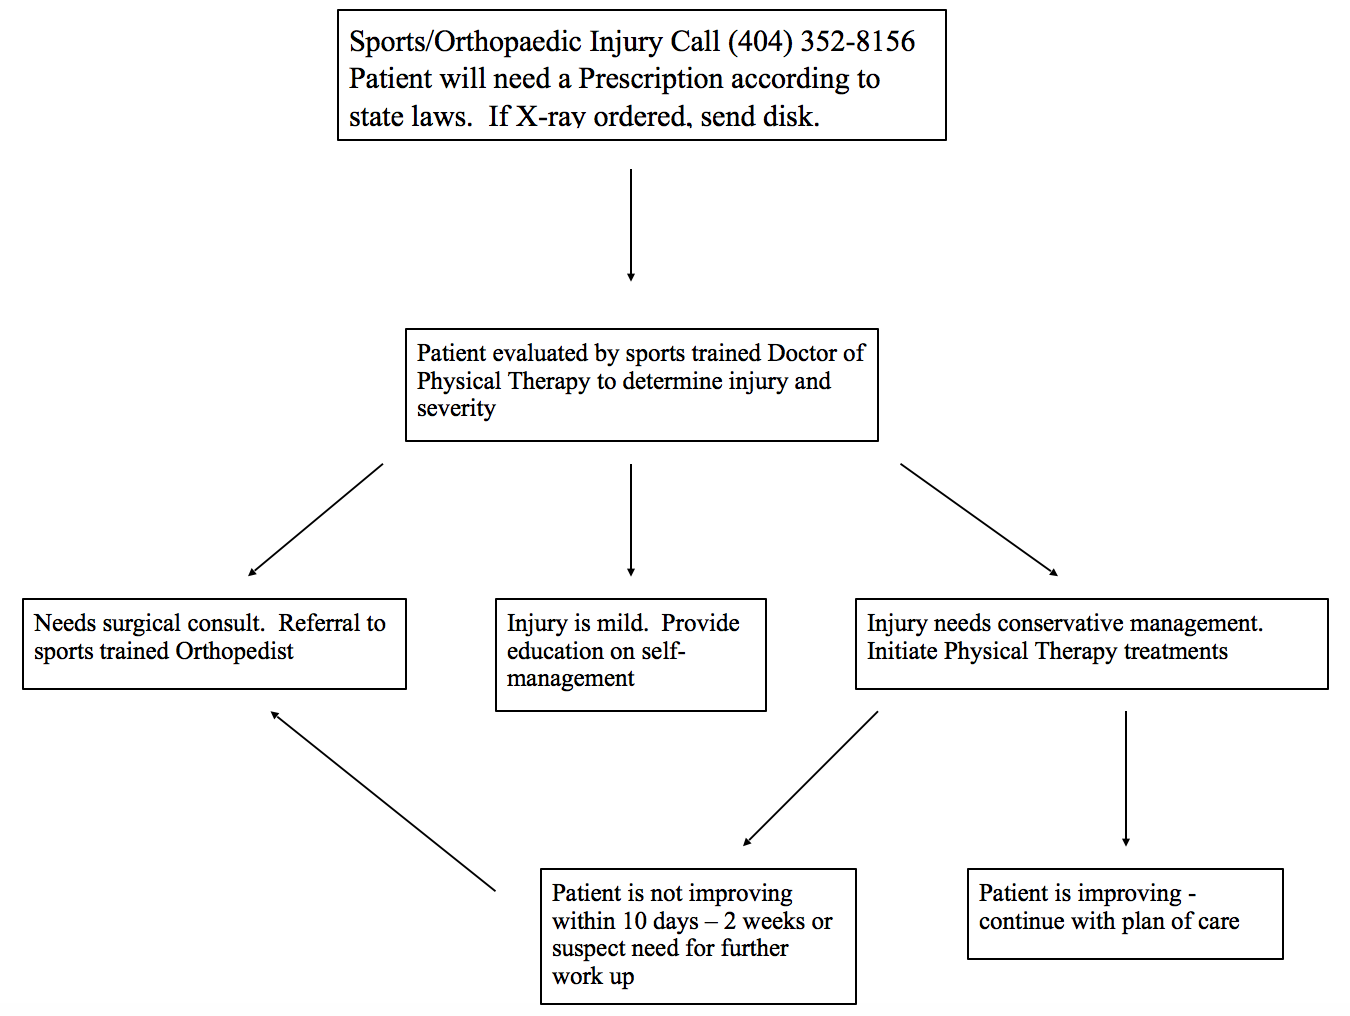 Sports/Orthopaedic Injury Call (404) 352-8156
Patient will need a Prescription according to
state laws.  If X-ray ordered, send disk.
Patient evaluated by sports trained Doctor of
Physical Therapy to determine injury and
severity
Needs surgical consult.  Referral to
sports trained Orthopedist
Injury is mild.  Provide
education on self-
management
Injury needs conservative management.
Initiate Physical Therapy treatments
Patient is not improving
within 10 days – 2 weeks or
suspect need for further
work up
Patient is improving -
continue with plan of care